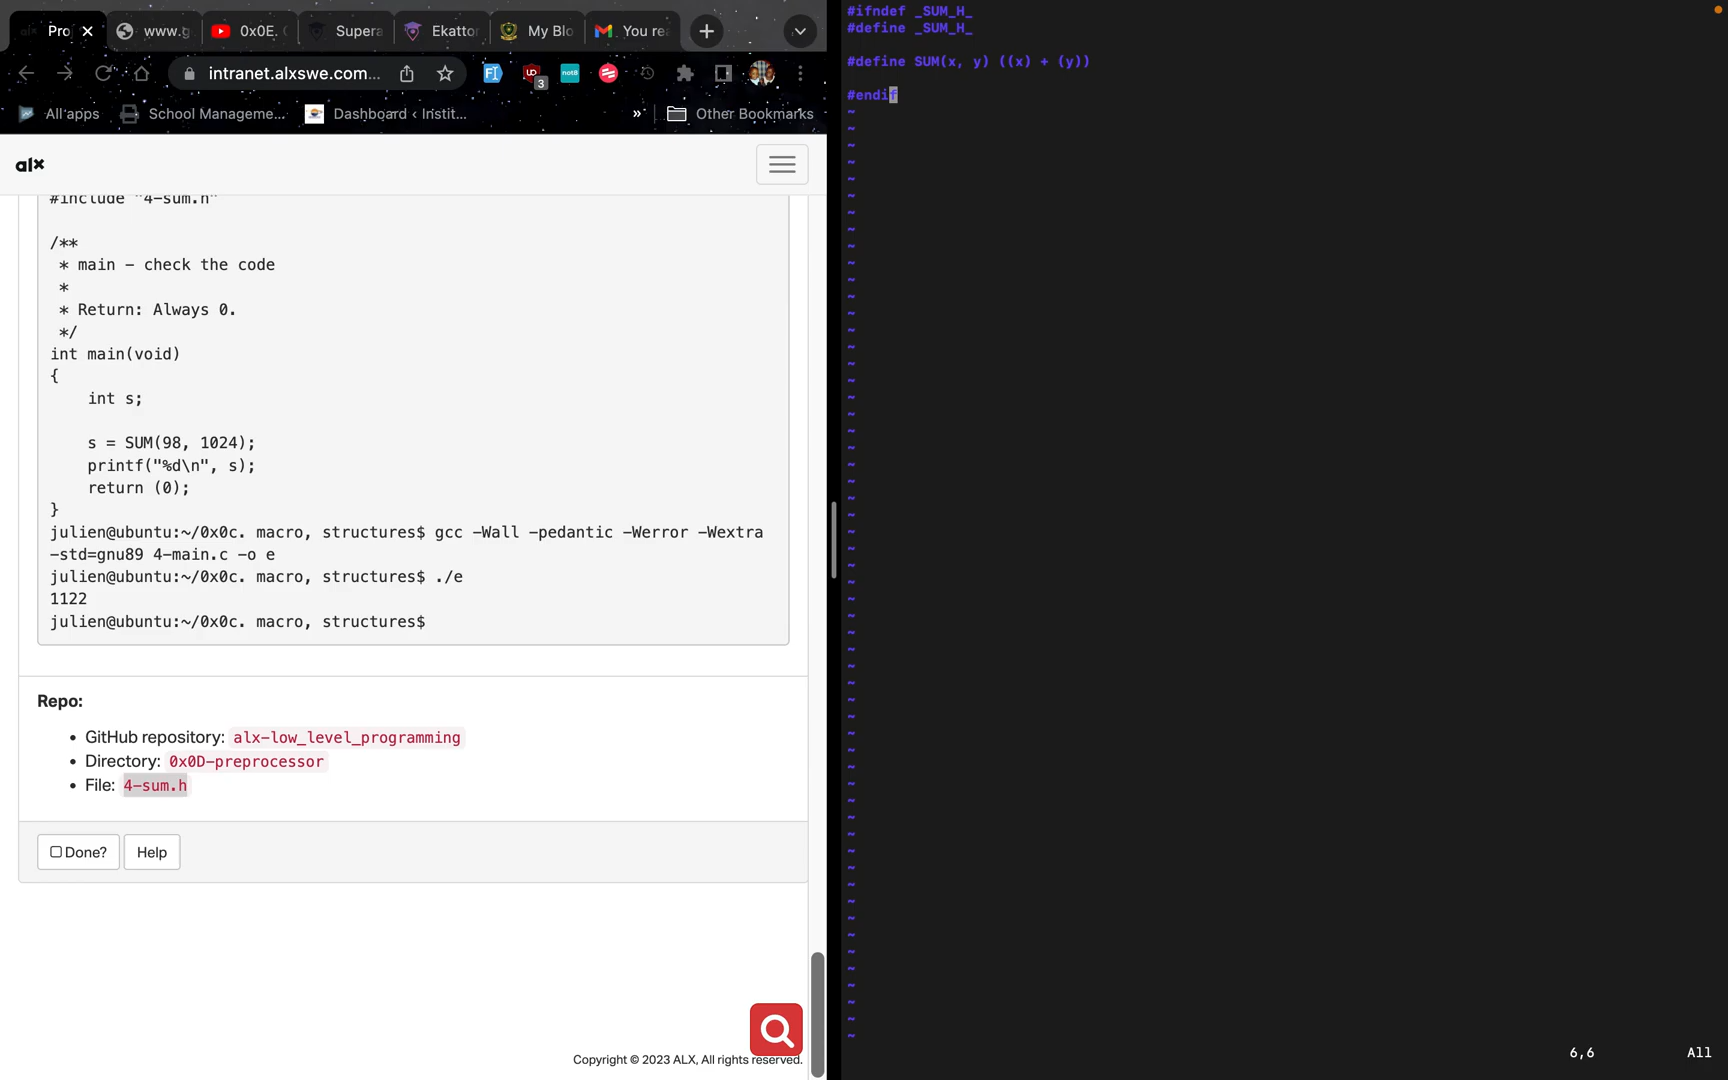 Pro
www.g
0x0E. (
Supera
Ekattor
My Blo
You rea
intranet.alxswe.com...
3
All apps
School Manageme...
Dashboard ‹ Instit...
»
Other Bookmarks
alx
#include "4-sum.h"
/**
* main - check the code
*
* Return: Always 0.
*/
int main(void)
{
int s;
s = SUM(98, 1024);
printf("%d\n", s);
return (0);
}
julien@ubuntu:~/0x0c. macro, structures$ gcc -Wall -pedantic -Werror -Wextra
-std=gnu89 4-main.c -o e
julien@ubuntu:~/0x0c. macro, structures$ ./e
1122
julien@ubuntu:~/0x0c. macro, structures$
Repo:
• GitHub repository: alx-low_level_programming
• Directory: 0x0D-preprocessor
• File: 4-sum.h
Done?
Help
Copyright © 2023 ALX, All rights reserved.
#ifndef _SUM_H_
#define _SUM_H_
#define SUM(x, y) ((x) + (y))
#endif
6,6
All